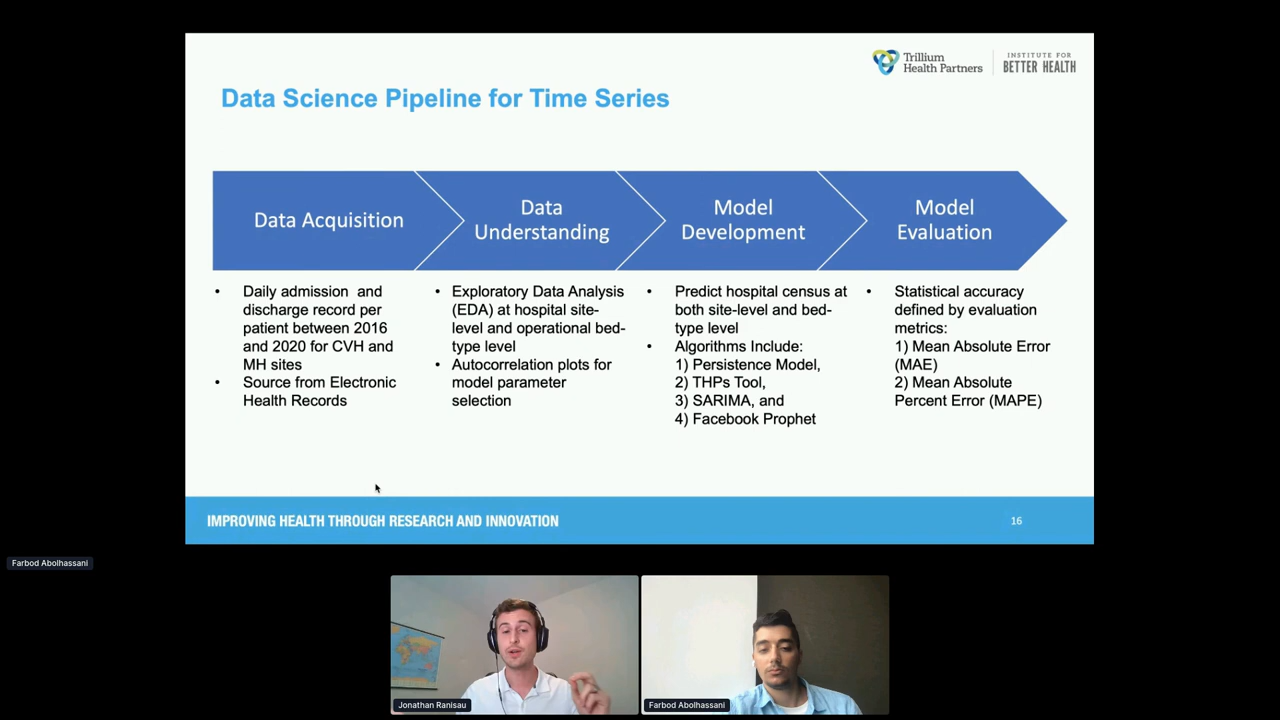 Trillium
Health Partners
INSTITUTE FOR
BETTER HEALTH
Data Science Pipeline for Time Series
Data Acquisition
Data
Understanding
Model
Development
Model
Evaluation
• Daily admission and
discharge record per
patient between 2016
and 2020 for CVH and
MH sites
• Source from Electronic
Health Records
• Exploratory Data Analysis
(EDA) at hospital site-
level and operational bed-
type level
• Autocorrelation plots for
model parameter
selection
• Predict hospital census at
both site-level and bed-
type level
• Algorithms Include:
1) Persistence Model,
2) THPs Tool,
3) SARIMA, and
4) Facebook Prophet
• Statistical accuracy
defined by evaluation
metrics:
1) Mean Absolute Error
(MAE)
2) Mean Absolute
Percent Error (MAPE)
IMPROVING HEALTH THROUGH RESEARCH AND INNOVATION
16
Farbod Abolhassani
Jonathan Ranisau
Farbod Abolhassani